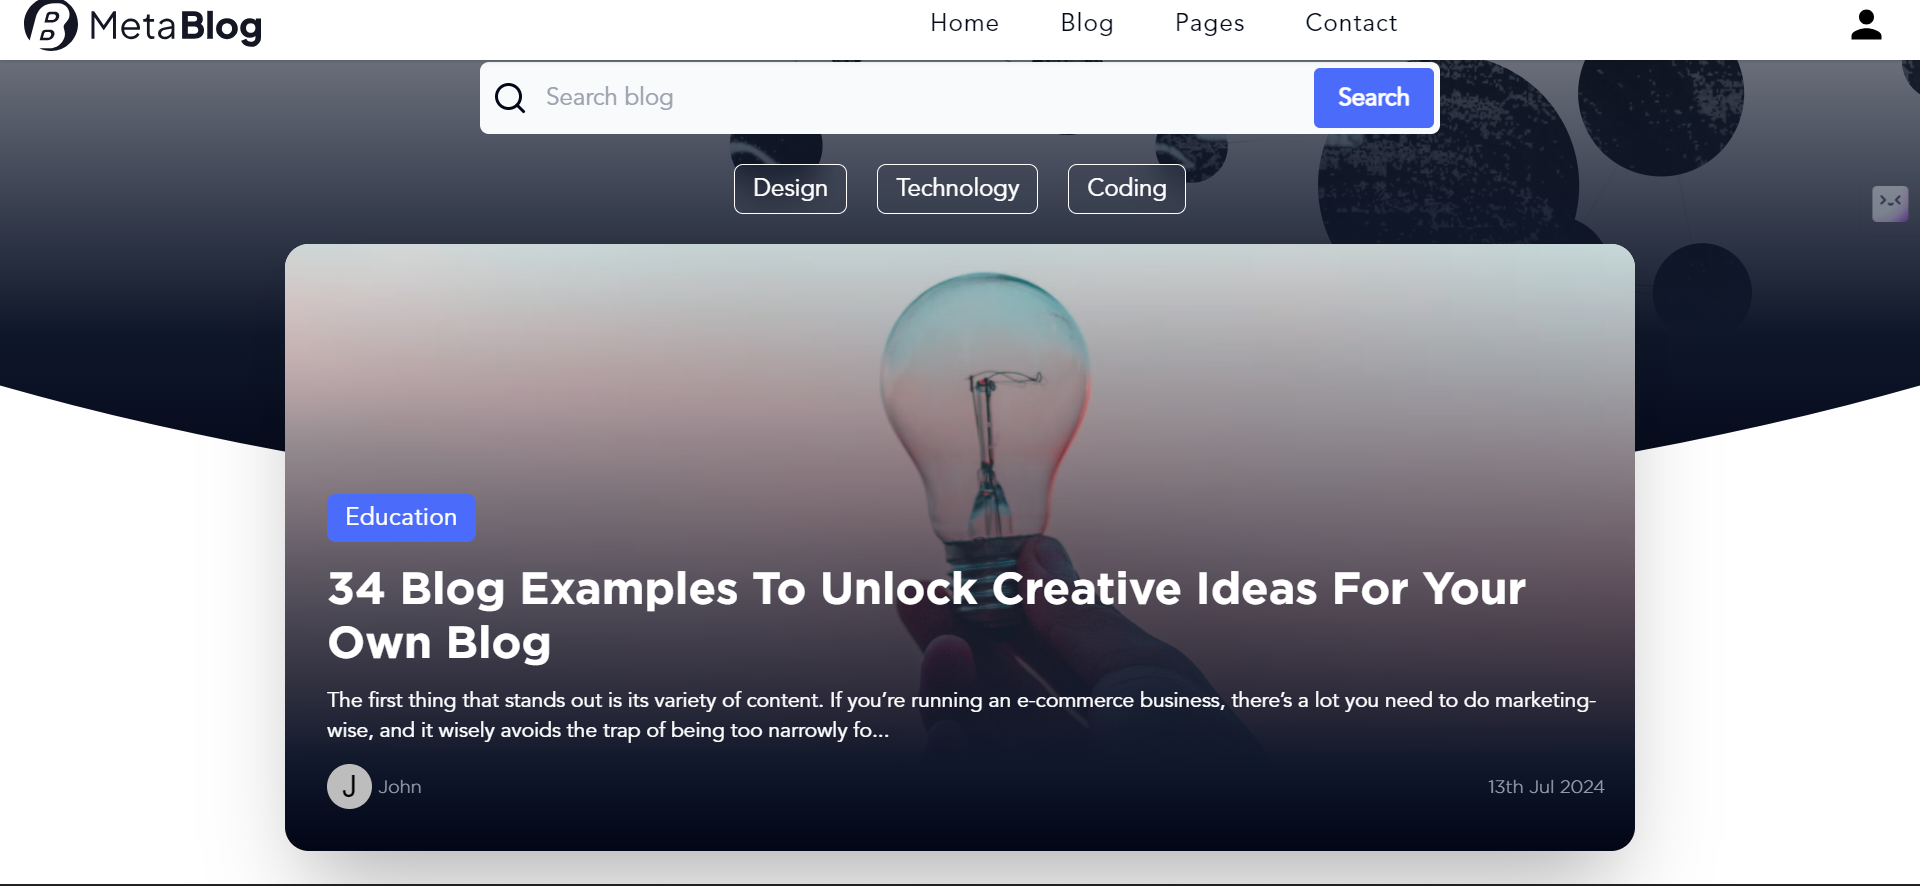 MetaBlog
Home Blog Pages Contact
Search blog Search
Design Technology Coding
Education
34 Blog Examples To Unlock Creative Ideas For Your
Own Blog
The first thing that stands out is its variety of content. If you’re running an e-commerce business, there’s a lot you need to do marketing-
wise, and it wisely avoids the trap of being too narrowly fo...
J John 13th Jul 2024